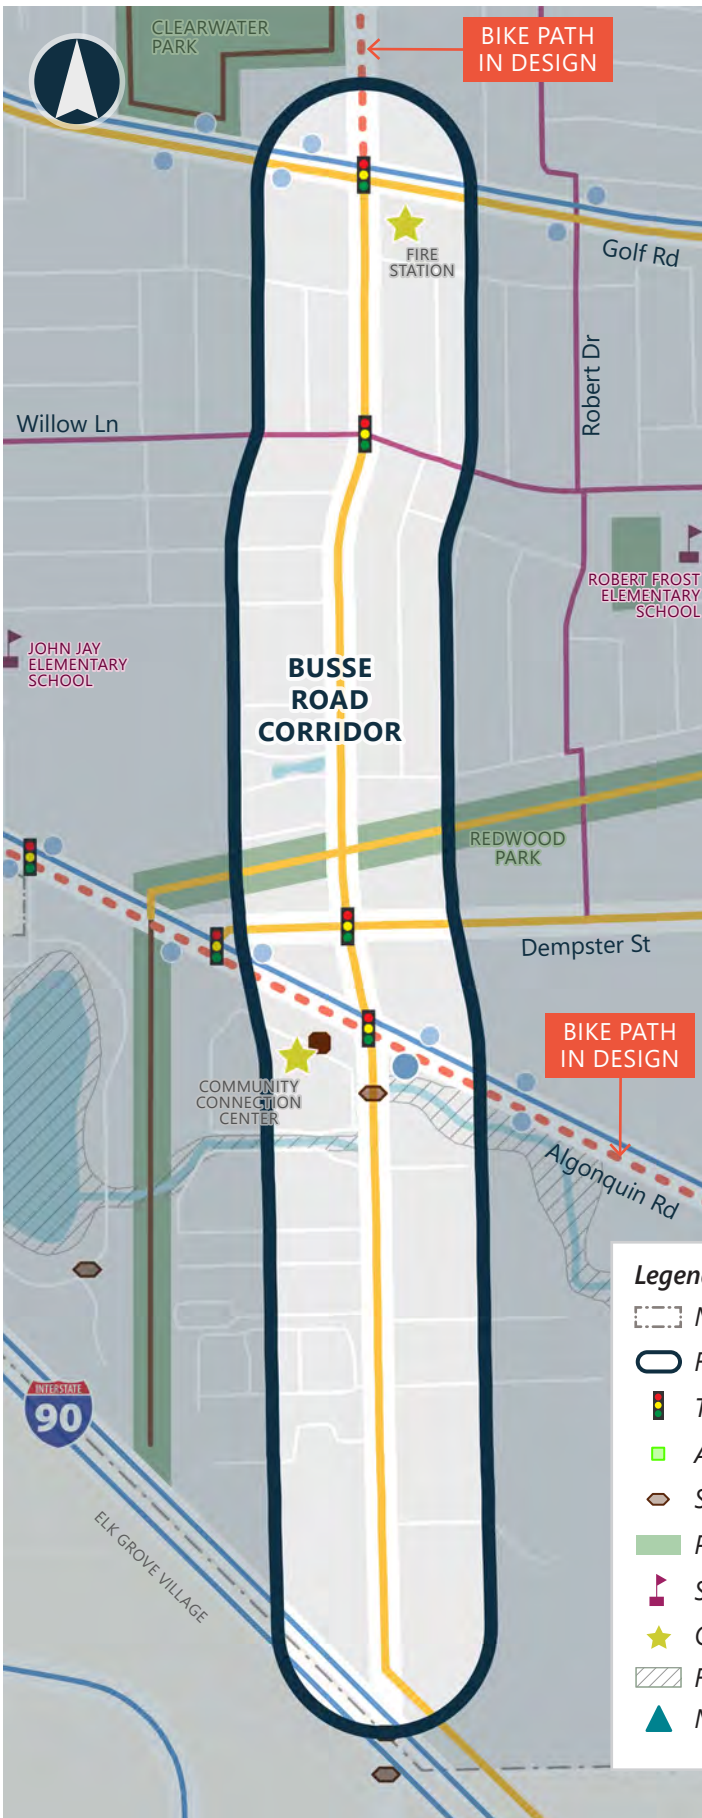 CLEARWATER
PARK
BIKE PATH
IN DESIGN
Golf Rd
FIRE
STATION
Robert Dr
Willow Ln
ROBERT FROST
ELEMENTARY
SCHOOL
JOHN JAY
ELEMENTARY
SCHOOL
BUSSE
ROAD
CORRIDOR
REDWOOD
PARK
Dempster St
BIKE PATH
IN DESIGN
COMMUNITY
CONNECTION
CENTER
Algonquin Rd
INTERSTATE
90
ELK GROVE VILLAGE